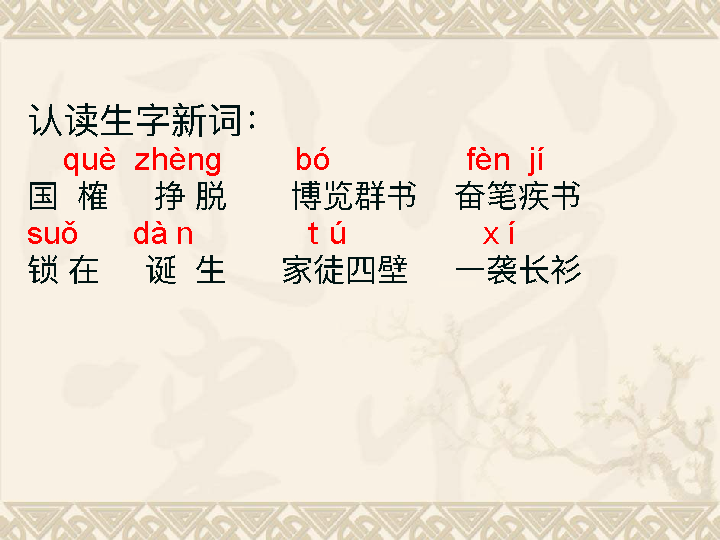 认读生字新词：
què zhèng bó fèn jí
国 榷 挣 脱 博览群书 奋笔疾书
suǒ dà n t ú x í
锁 在 诞 生 家徒四壁 一袭长衫